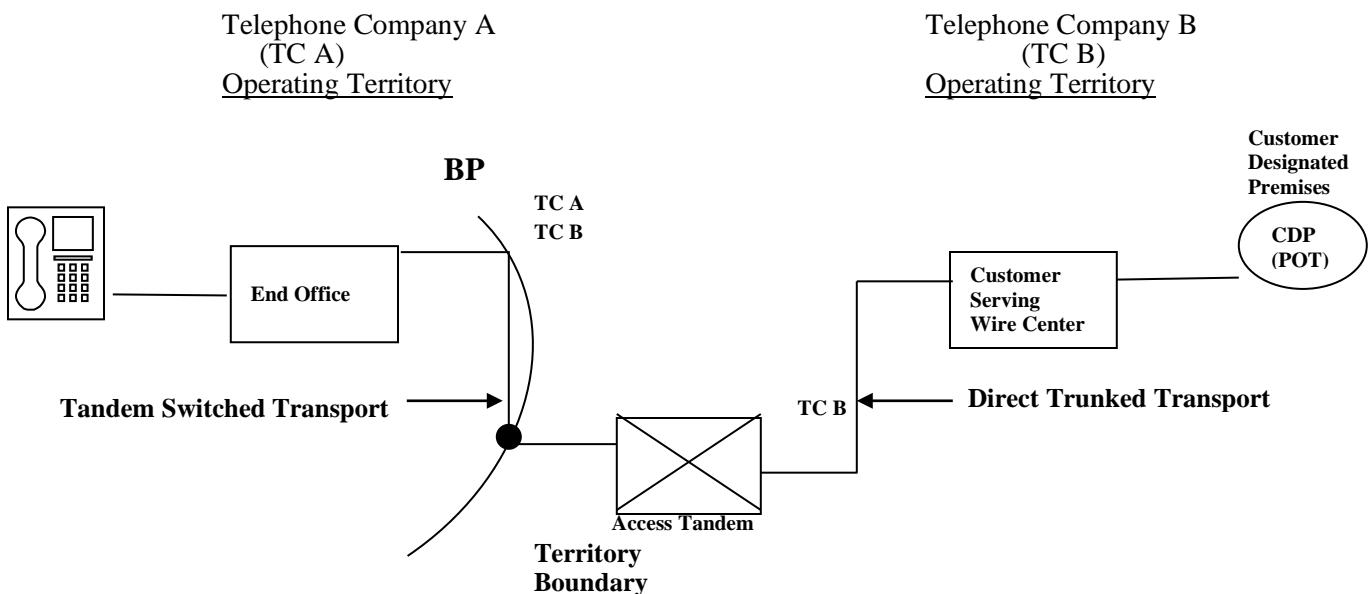 Telephone Company A
(TC A)
Operating Territory
Telephone Company B
(TC B)
Operating Territory
BP
TC A
TC B
Customer
Designated
Premises
CDP
(POT)
End Office
Customer
Serving
Wire Center
Tandem Switched Transport
TC B
Direct Trunked Transport
Access Tandem
Territory
Boundary